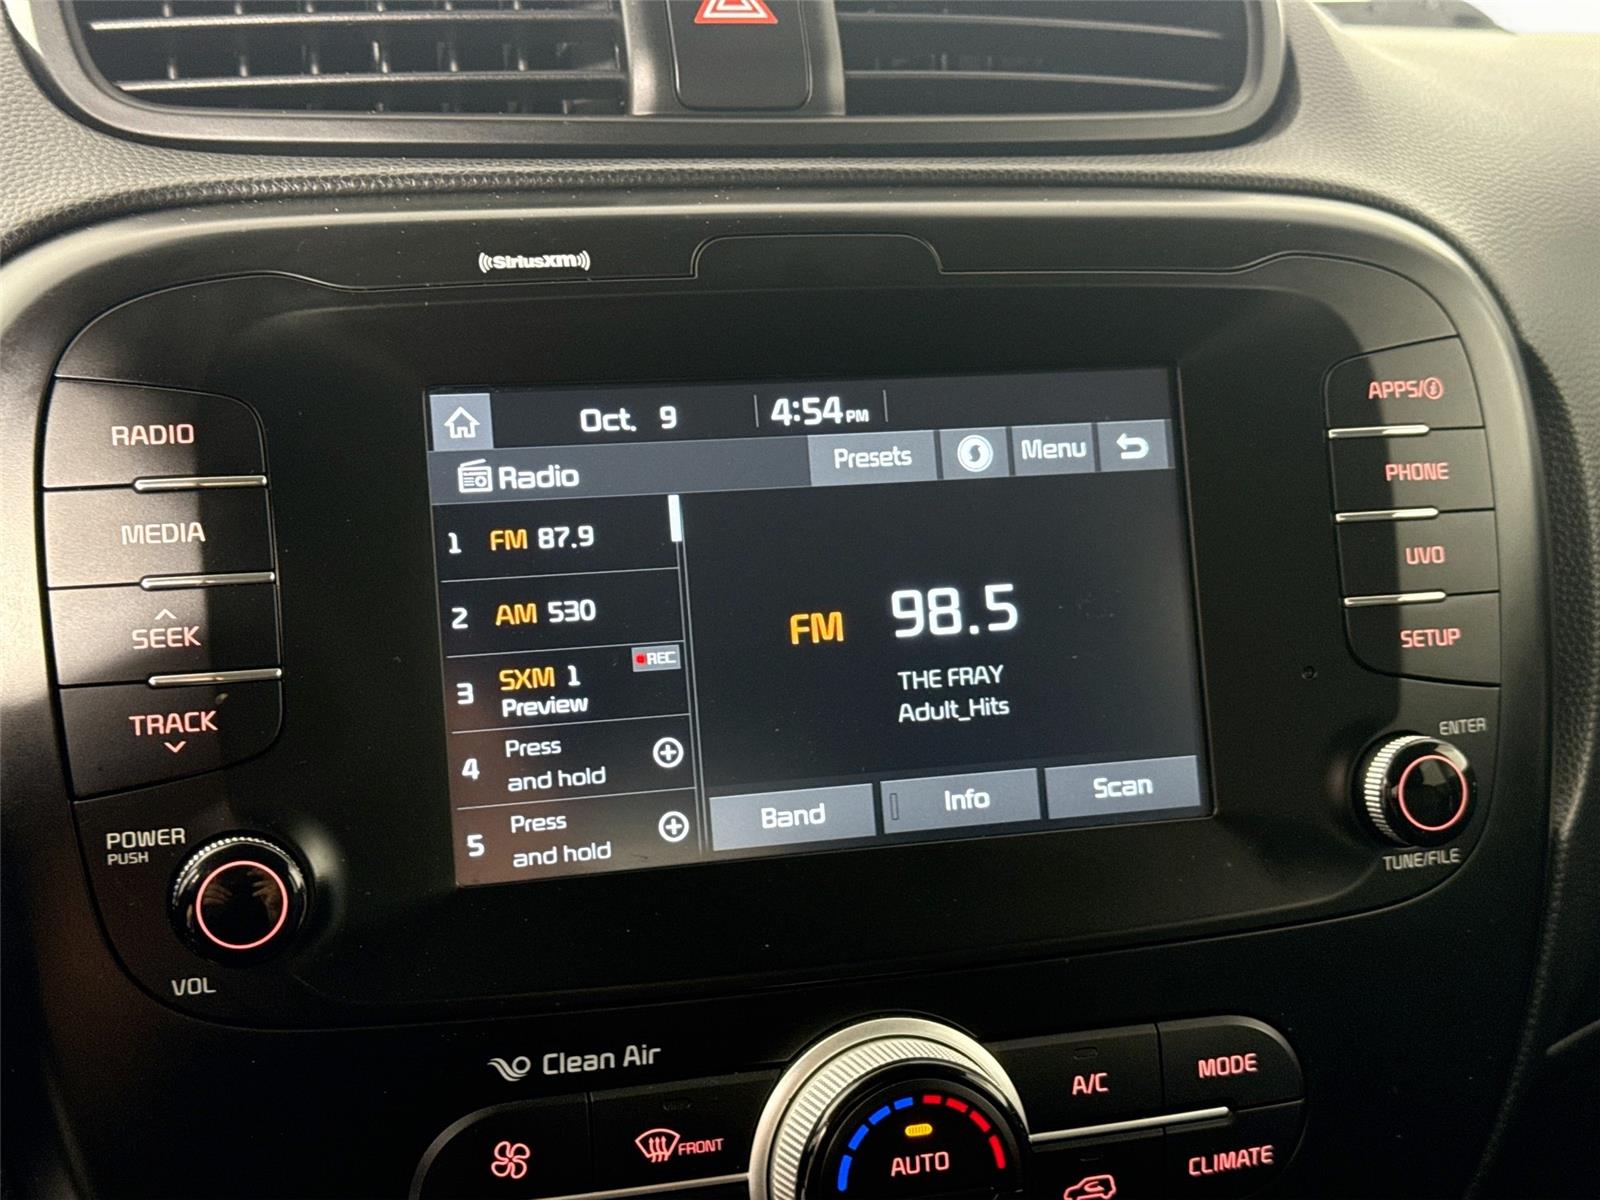 SiriusXM
RADIO
MEDIA
SEEK
TRACK
POWER
PUSH
VOL
Oct. 9
4:54 PM
Radio
Presets
Menu
1 FM 87.9
2 AM 530
3 SXM 1
REC
Preview
4 Press
and hold
5 Press
and hold
FM 98.5
THE FRAY
Adult_Hits
Band
Info
Scan
APPS/
PHONE
UVO
SETUP
ENTER
TUNE/FILE
Clean Air
FRONT
AUTO
A/C
MODE
CLIMATE